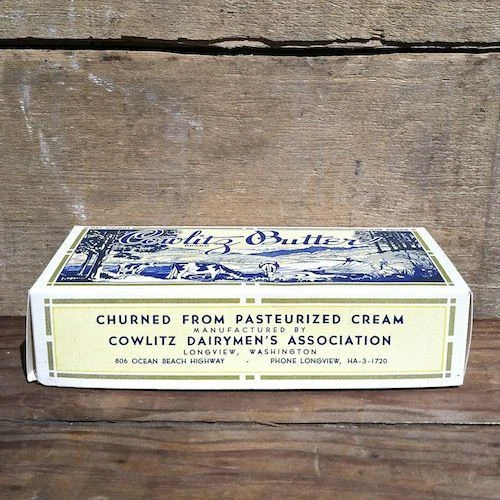 Cowlitz Butter
CHURNED FROM PASTEURIZED CREAM
MANUFACTURED BY
COWLITZ DAIRYMEN'S ASSOCIATION
LONGVIEW, WASHINGTON
806 OCEAN BEACH HIGHWAY - PHONE LONGVIEW, HA-3-1720